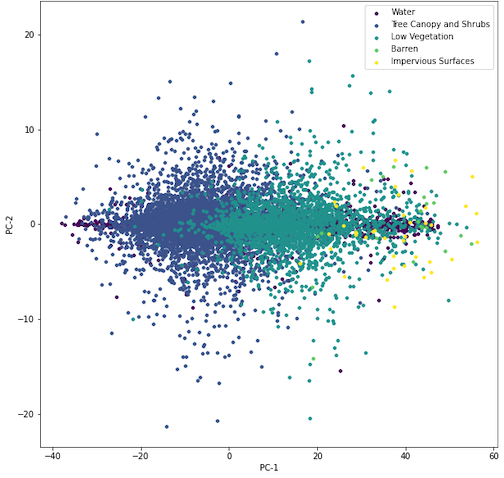 Water
Tree Canopy and Shrubs
Low Vegetation
Barren
Impervious Surfaces
20
10
0
−10
−20
PC-2
−40 −20 0 20 40 60
PC-1